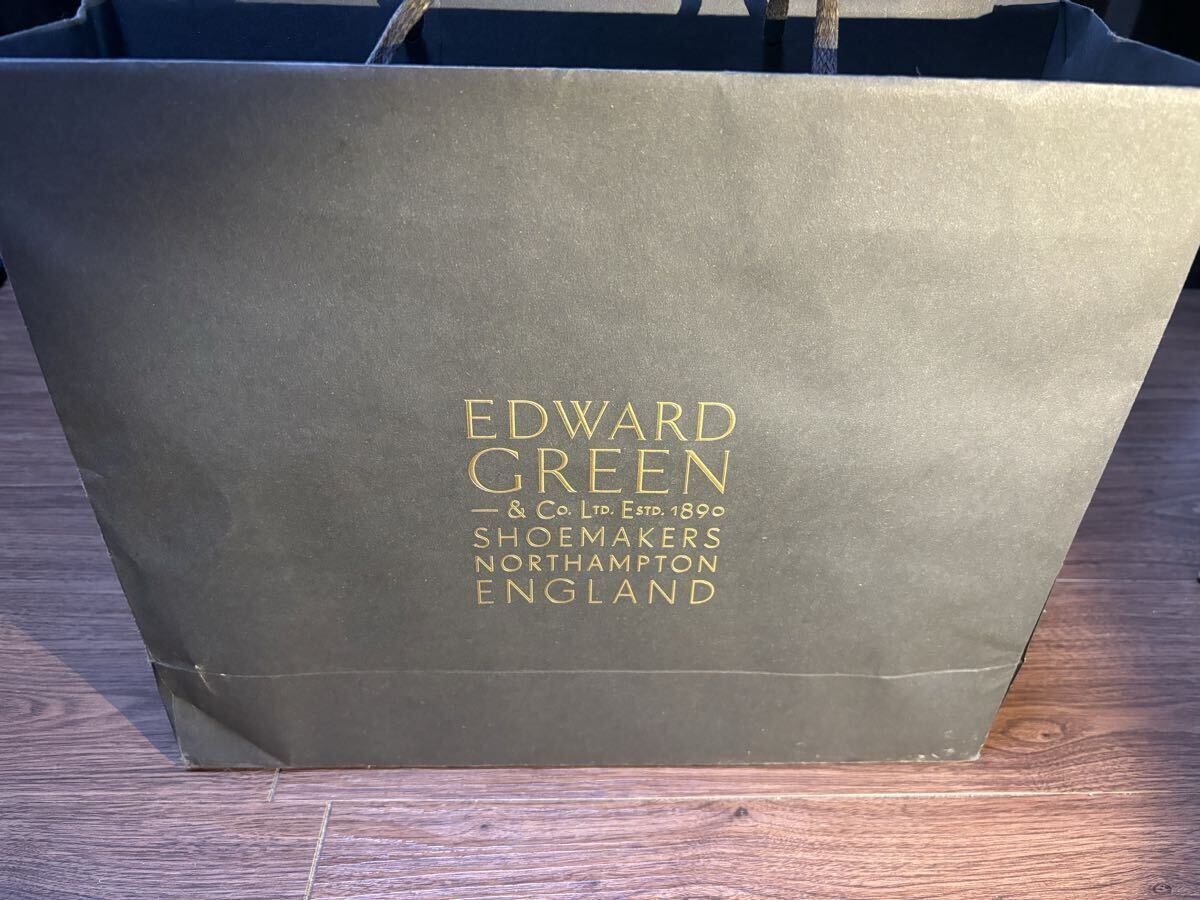 EDWARD
GREEN
— & Co. LTD. ESTD. 1890
SHOEMAKERS
NORTHAMPTON
ENGLAND